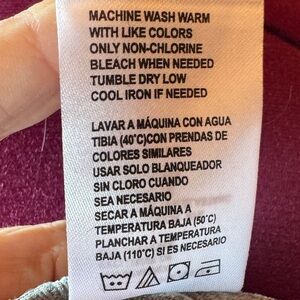 MACHINE WASH WARM
WITH LIKE COLORS
ONLY NON-CHLORINE
BLEACH WHEN NEEDED
TUMBLE DRY LOW
COOL IRON IF NEEDED
LAVAR A MÁQUINA CON AGUA
TIBIA (40°C)CON PRENDAS DE
COLORES SIMILARES
USAR SOLO BLANQUEADOR
SIN CLORO CUANDO
SEA NECESARIO
SECAR A MÁQUINA A
TEMPERATURA BAJA (50°C)
PLANCHAR A TEMPERATURA
BAJA (110°C) SI ES NECESARIO